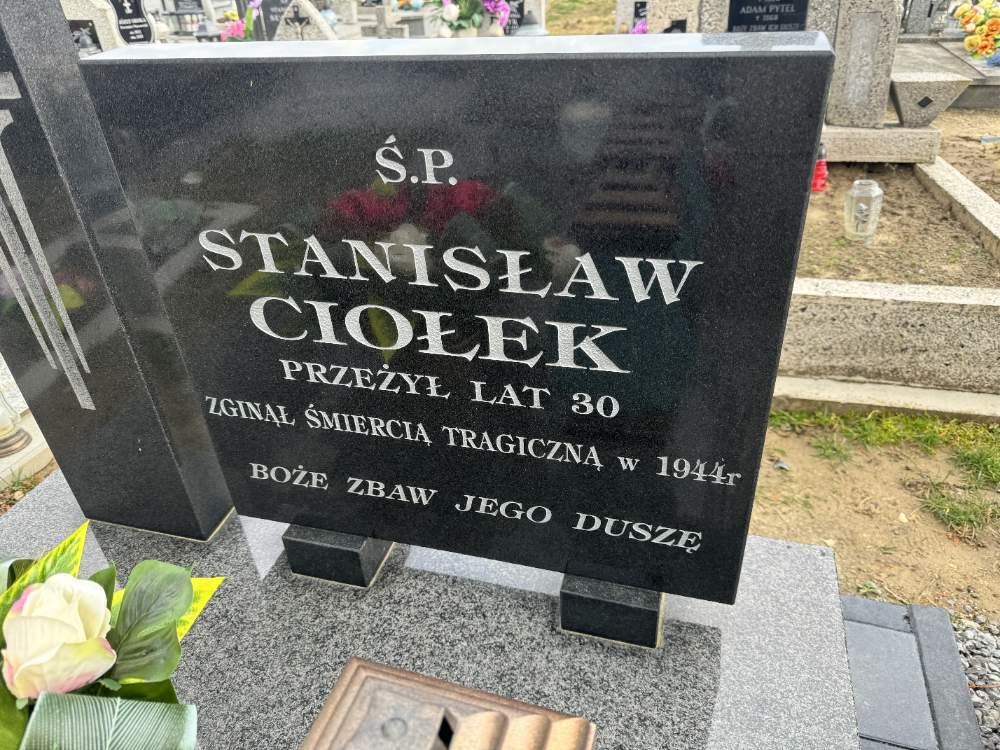 ADAM PYTEL
Ś.P.
STANISŁAW
CIOŁEK
PRZEŻYŁ LAT 30
ZGINĄŁ ŚMIERCIĄ TRAGICZNĄ w 1944r
BOŻE ZBAW JEGO DUSZĘ